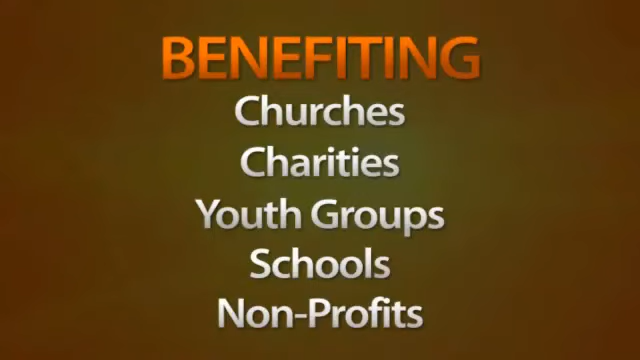 BENEFITING
Churches
Charities
Youth Groups
Schools
Non-Profits